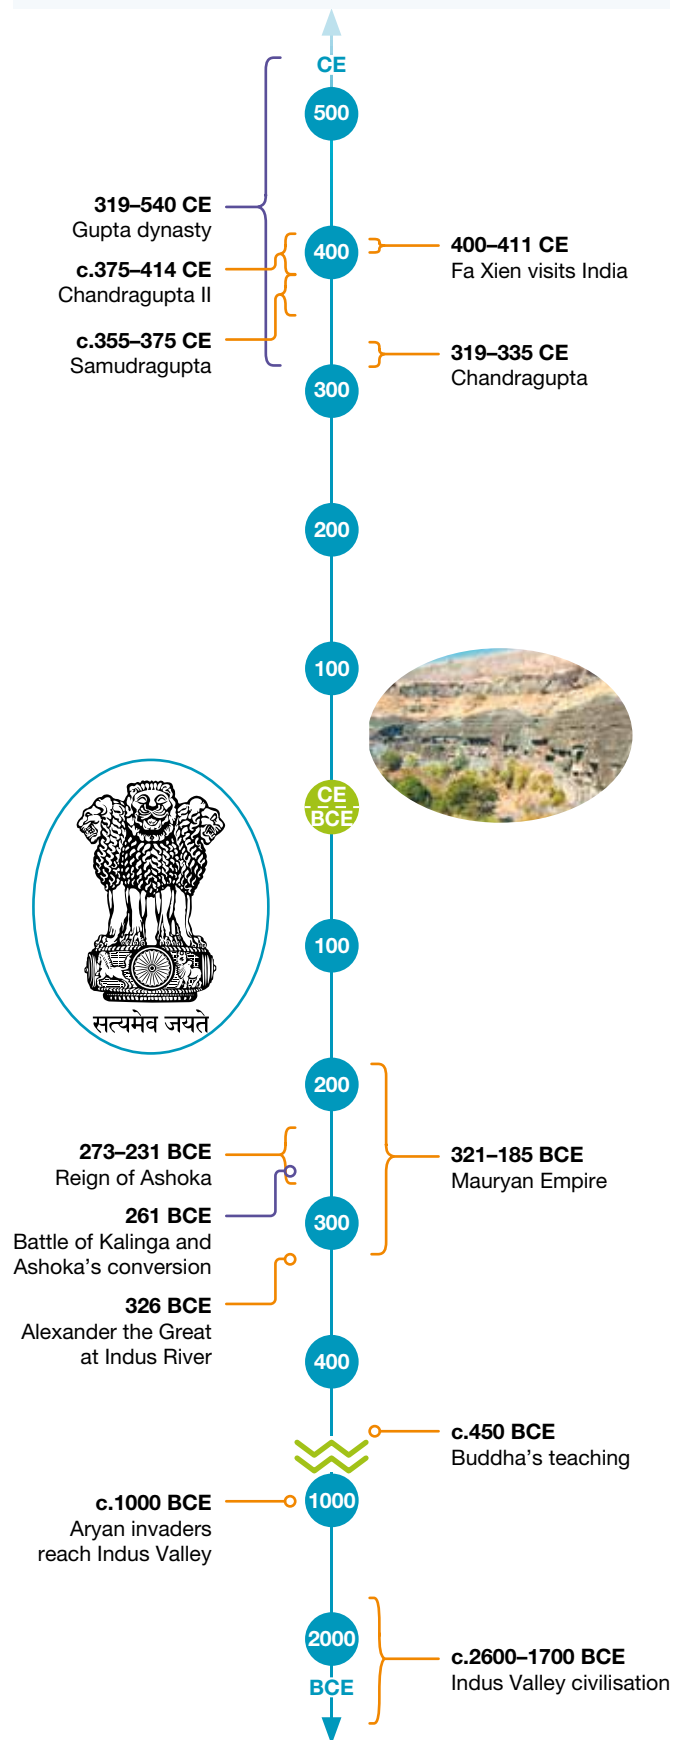 CE
500
319–540 CE
Gupta dynasty
400
400–411 CE
Fa Xien visits India
c.375–414 CE
Chandragupta II
c.355–375 CE
Samudragupta
319–335 CE
Chandragupta
300
200
100
CE
BCE
100
सत्यमेव जयते
200
273–231 BCE
Reign of Ashoka
321–185 BCE
Mauryan Empire
261 BCE
Battle of Kalinga and
Ashoka’s conversion
300
326 BCE
Alexander the Great
at Indus River
400
c.450 BCE
Buddha’s teaching
c.1000 BCE
Aryan invaders
reach Indus Valley
1000
2000
c.2600–1700 BCE
Indus Valley civilisation
BCE